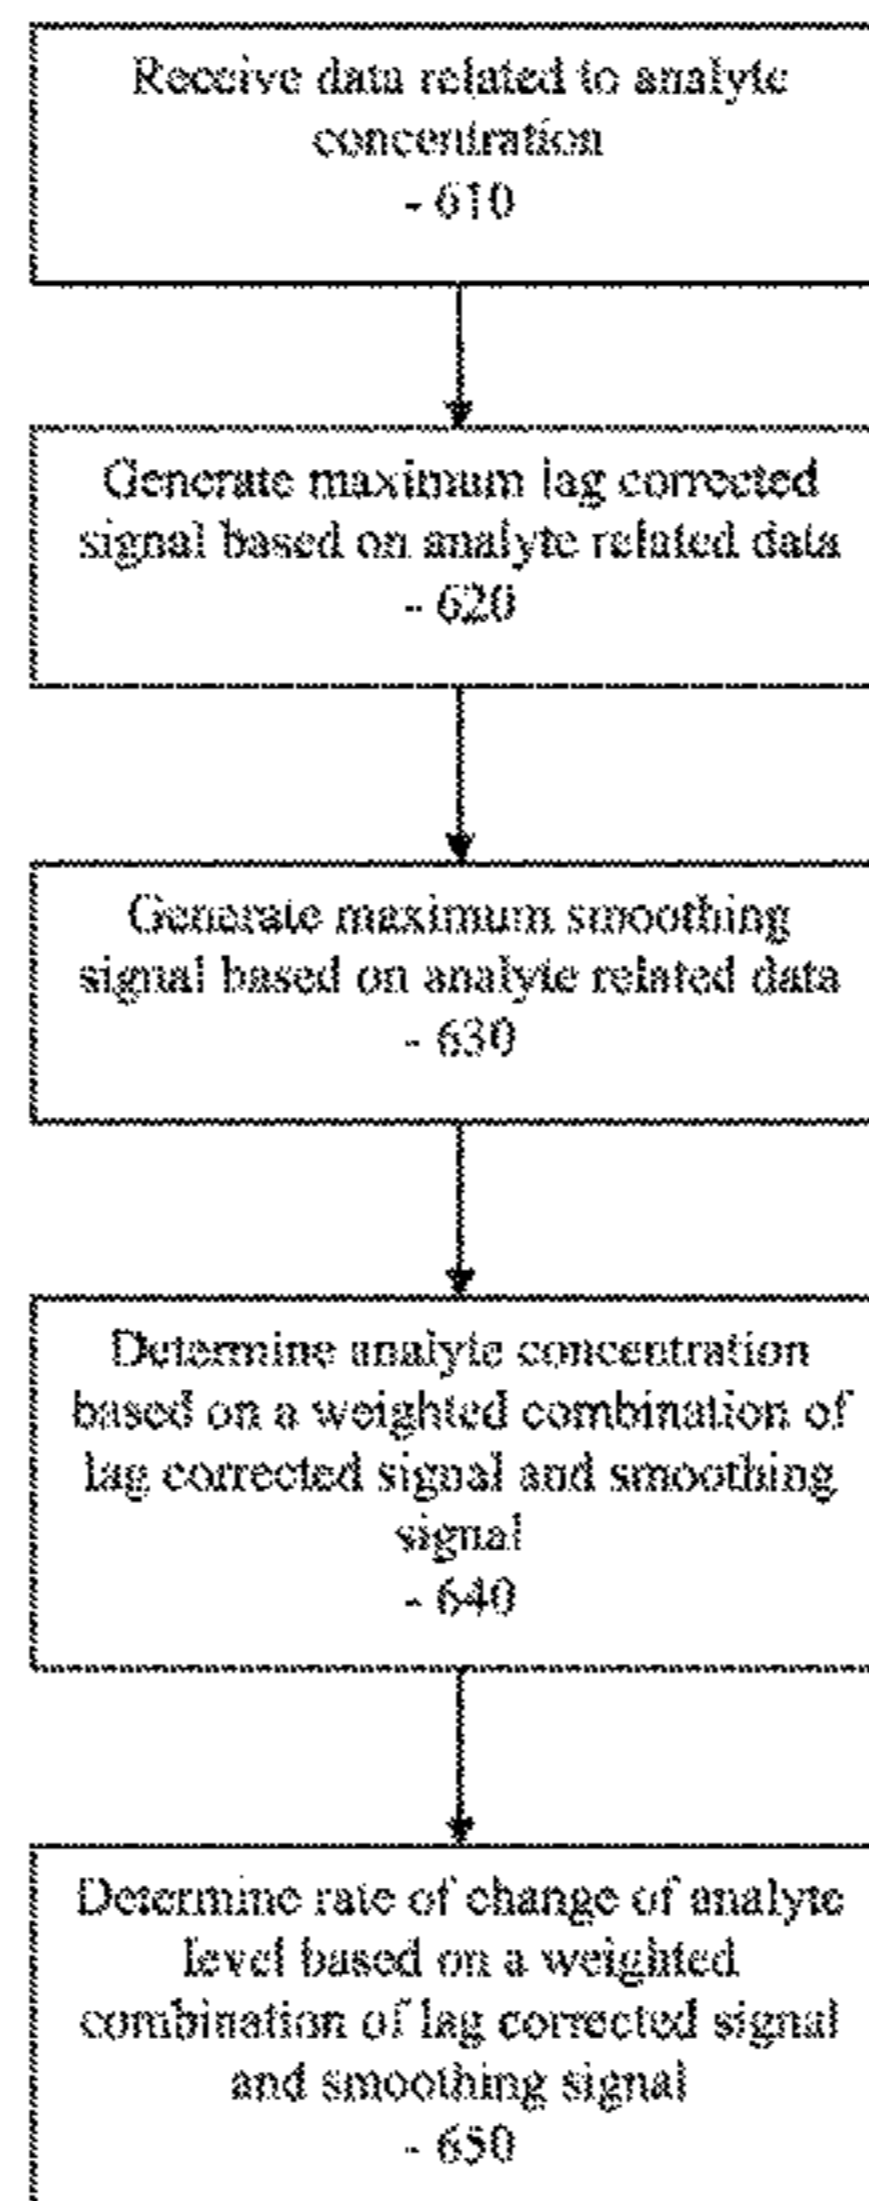 Receive data related to analyte
concentration
- 610
Generate maximum lag corrected
signal based on analyte related data
- 620
Generate maximum smoothing
signal based on analyte related data
- 630
Determine analyte concentration
based on a weighted combination of
lag corrected signal and smoothing
signal
- 640
Determine rate of change of analyte
level based on a weighted
combination of lag corrected signal
and smoothing signal
- 650